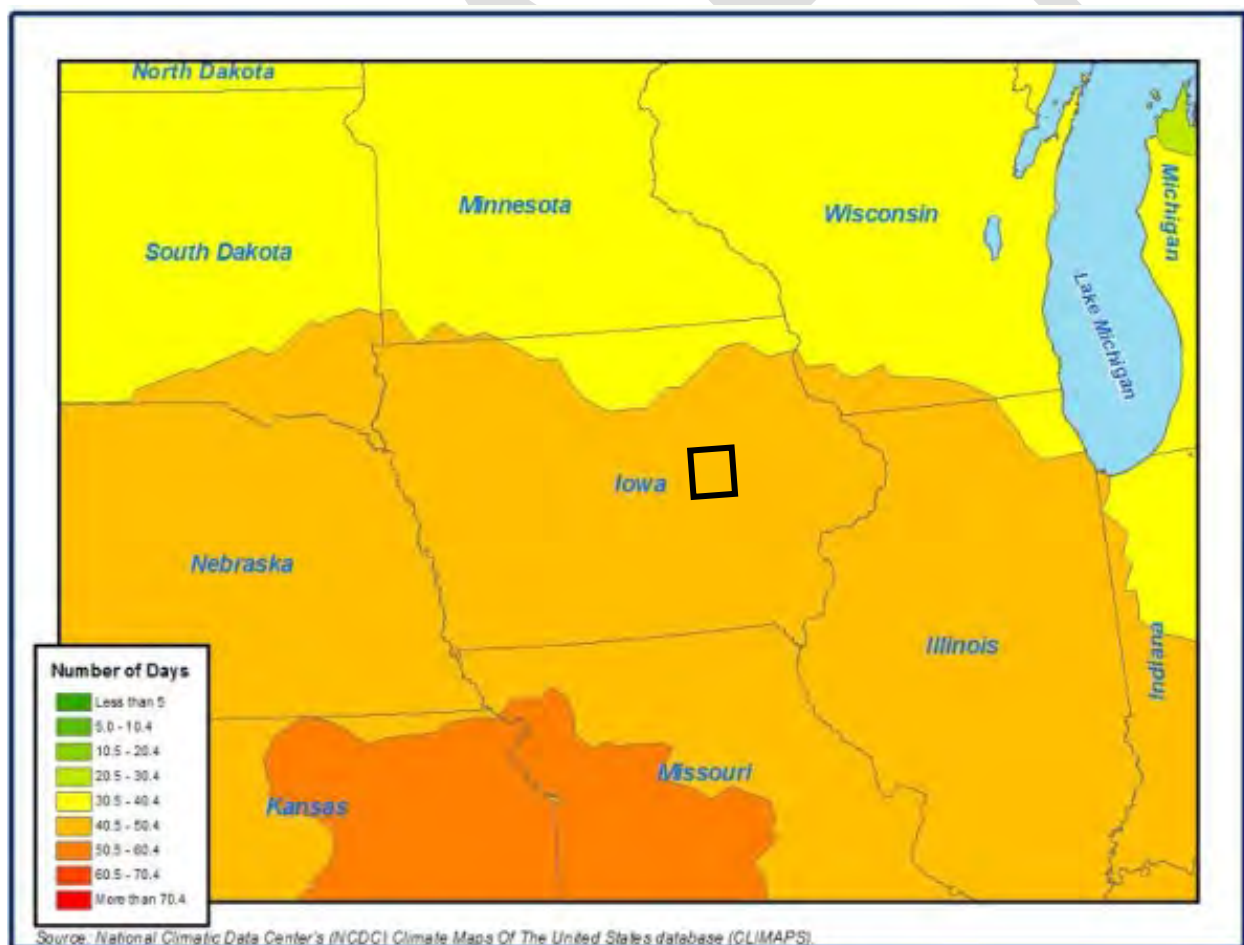 North Dakota
Minnesota
Wisconsin
Michigan
South Dakota
Lake Michigan
Iowa
Nebraska
Illinois
Indiana
Missouri
Kansas
Number of Days
Less than 5
5.0 - 10.4
10.5 - 20.4
20.5 - 30.4
30.5 - 40.4
40.5 - 50.4
50.5 - 60.4
60.5 - 70.4
More than 70.4
Source: National Climatic Data Center's (NCDC) Climate Maps Of The United States database (CLIMAPS).